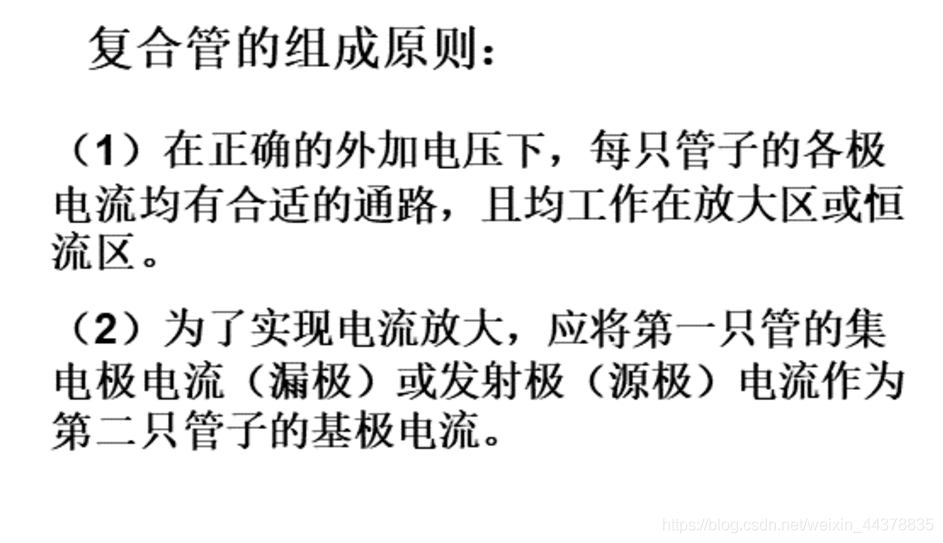 复合管的组成原则：
（1）在正确的外加电压下，每只管子的各极
电流均有合适的通路，且均工作在放大区或恒
流区。
（2）为了实现电流放大，应将第一只管的集
电极电流（漏极）或发射极（源极）电流作为
第二只管子的基极电流。
https://blog.csdn.net/weixin_44378835